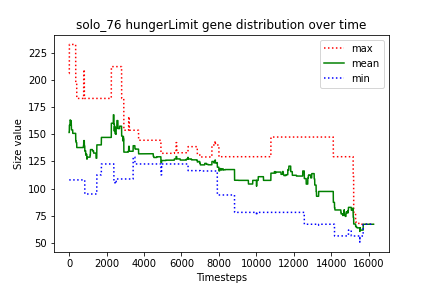 solo_76 hungerLimit gene distribution over time
max
mean
min
225
200
175
150
125
100
75
50
Size value
0
2000
4000
6000
8000
10000
12000
14000
16000
Timesteps